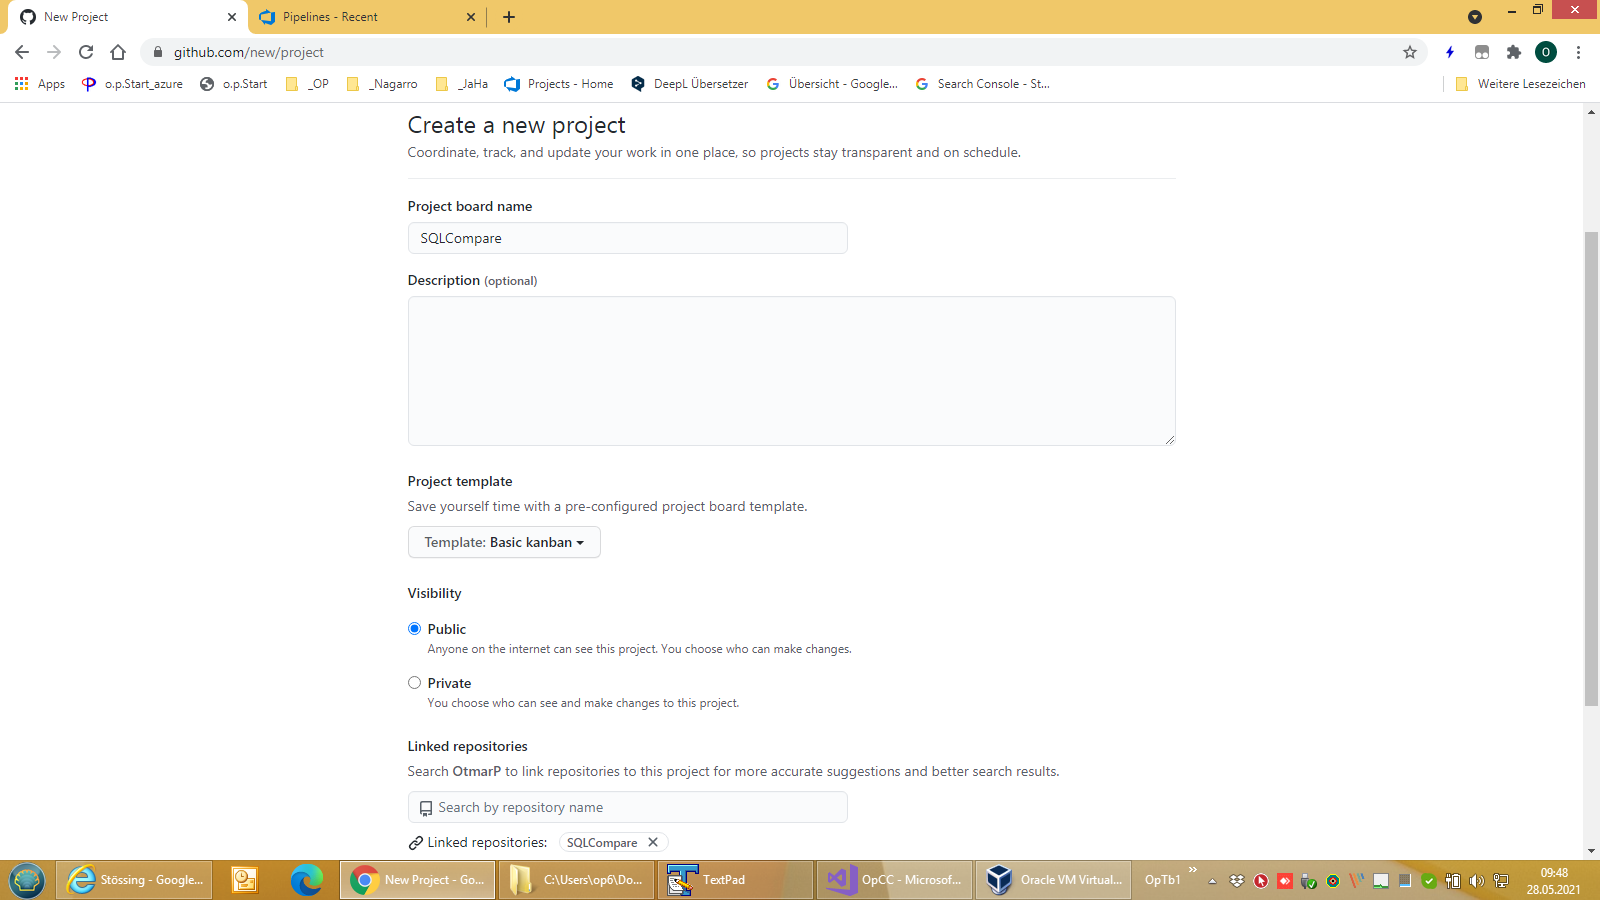 New Project
Pipelines - Recent
github.com/new/project
O
Apps
o.p.Start_azure
o.p.Start
_OP
_Nagarro
_JaHa
Projects - Home
DeepL Übersetzer
Übersicht - Google...
Search Console - St...
Weitere Lesezeichen
Create a new project
Coordinate, track, and update your work in one place, so projects stay transparent and on schedule.
Project board name
SQLCompare
Description (optional)
Project template
Save yourself time with a pre-configured project board template.
Template: Basic kanban
Visibility
Public
Anyone on the internet can see this project. You choose who can make changes.
Private
You choose who can see and make changes to this project.
Linked repositories
Search OtmarP to link repositories to this project for more accurate suggestions and better search results.
Search by repository name
Linked repositories: SQLCompare
Stössing - Google...
New Project - Go...
C:\Users\op6\Do...
TextPad
OpCC - Microsof...
Oracle VM Virtual...
OpTb1
09:48
28.05.2021